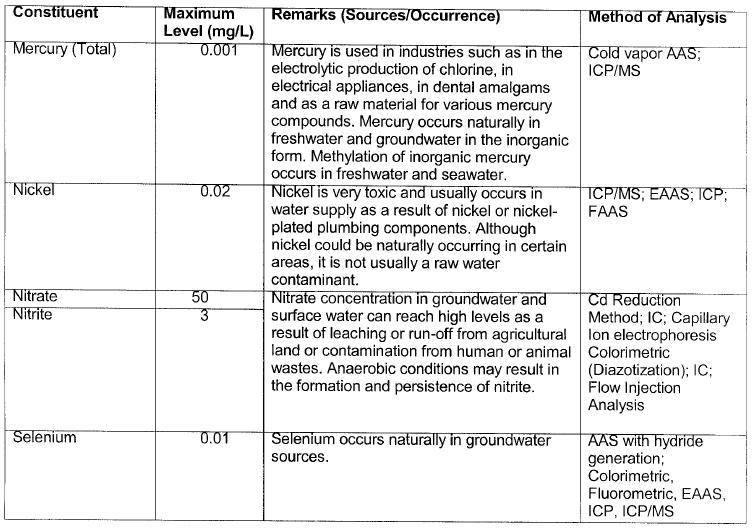 Constituent Maximum Level (mg/L) Remarks (Sources/Occurrence) Method of Analysis
Mercury (Total) 0.001 Mercury is used in industries such as in the
electrolytic production of chlorine, in
electrical appliances, in dental amalgams
and as a raw material for various mercury
compounds. Mercury occurs naturally in
freshwater and groundwater in the inorganic
form. Methylation of inorganic mercury
occurs in freshwater and seawater.
Cold vapor AAS;
ICP/MS
Nickel 0.02 Nickel is very toxic and usually occurs in
water supply as a result of nickel or nickel-
plated plumbing components. Although
nickel could be naturally occurring in certain
areas, it is not usually a raw water
contaminant.
ICP/MS; EAAS; ICP;
FAAS
Nitrate 50
Nitrite 3
Nitrate concentration in groundwater and
surface water can reach high levels as a
result of leaching or run-off from agricultural
land or contamination from human or animal
wastes. Anaerobic conditions may result in
the formation and persistence of nitrite.
Cd Reduction
Method; IC; Capillary
Ion electrophoresis
Colorimetric
(Diazotization); IC;
Flow Injection
Analysis
Selenium 0.01 Selenium occurs naturally in groundwater
sources.
AAS with hydride
generation;
Colorimetric,
Fluorometric, EAAS,
ICP, ICP/MS